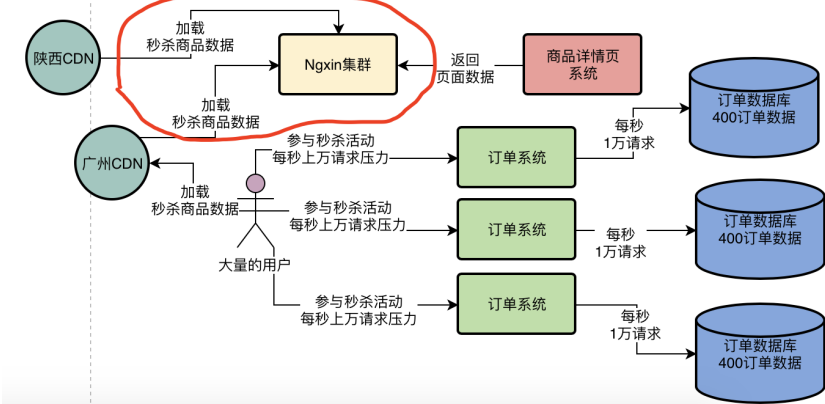 加载
秒杀商品数据
陕西CDN
Ngxin集群
返回
页面数据
商品详情页
系统
订单数据库
400订单数据
加载
秒杀商品数据
每秒
1万请求
广州CDN
参与秒杀活动
每秒上万请求压力
订单系统
加载
秒杀商品数据
参与秒杀活动
每秒上万请求压力
订单系统
每秒
1万请求
订单数据库
400订单数据
大量的用户
参与秒杀活动
每秒上万请求压力
订单系统
每秒
1万请求
订单数据库
400订单数据